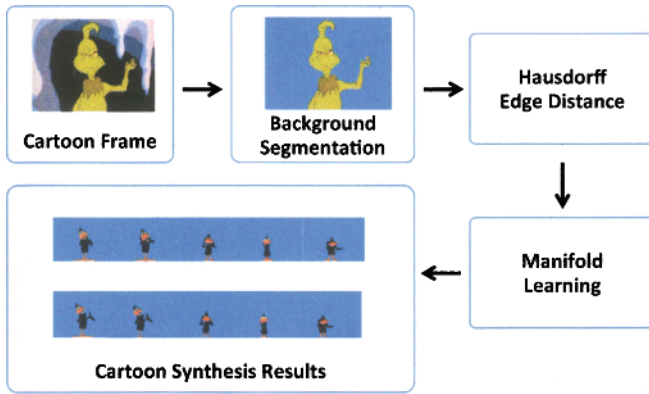 Cartoon Frame
Background
Segmentation
Hausdorff
Edge Distance
Manifold
Learning
Cartoon Synthesis Results